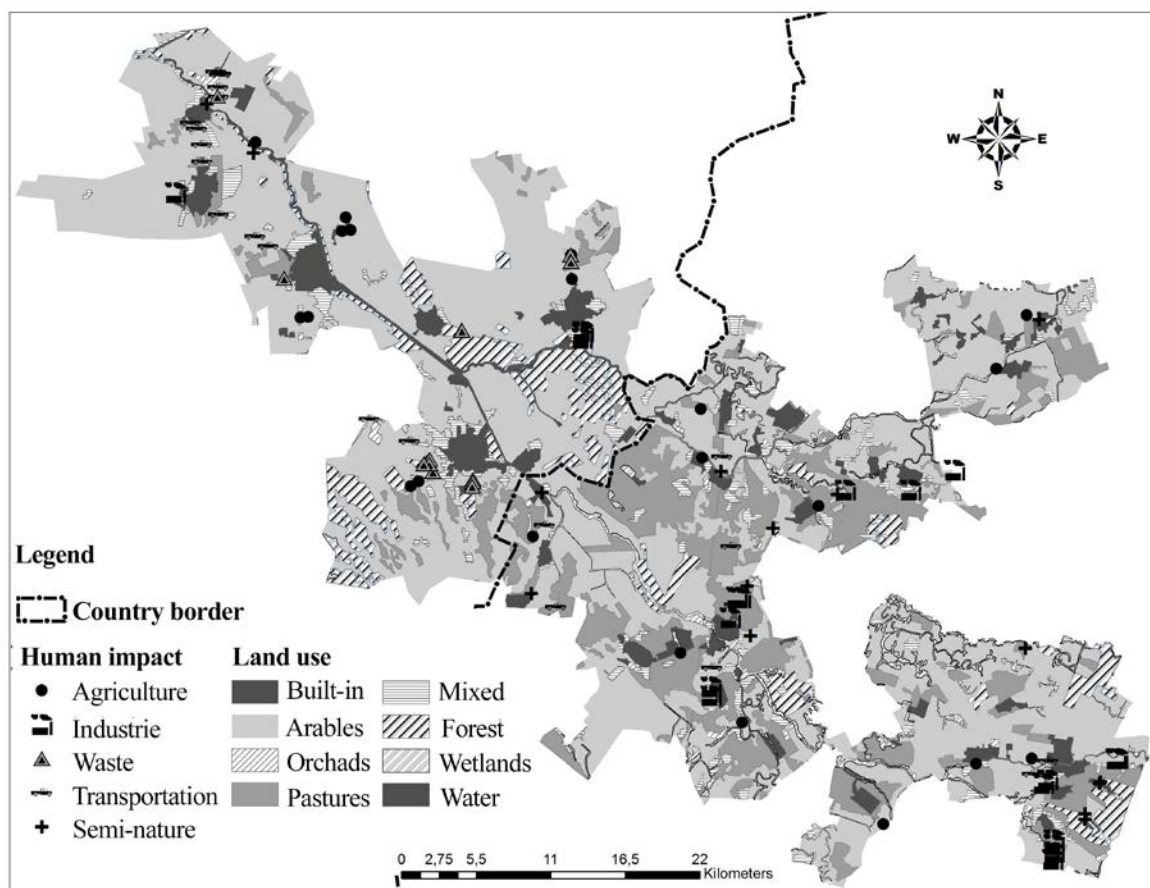 N
W E
S
Legend
Country border
Human impact
Agriculture
Industrie
Waste
Transportation
Semi-nature
Land use
Built-in
Arables
Orchads
Pastures
Mixed
Forest
Wetlands
Water
0 2,75 5,5 11 16,5 22
Kilometers